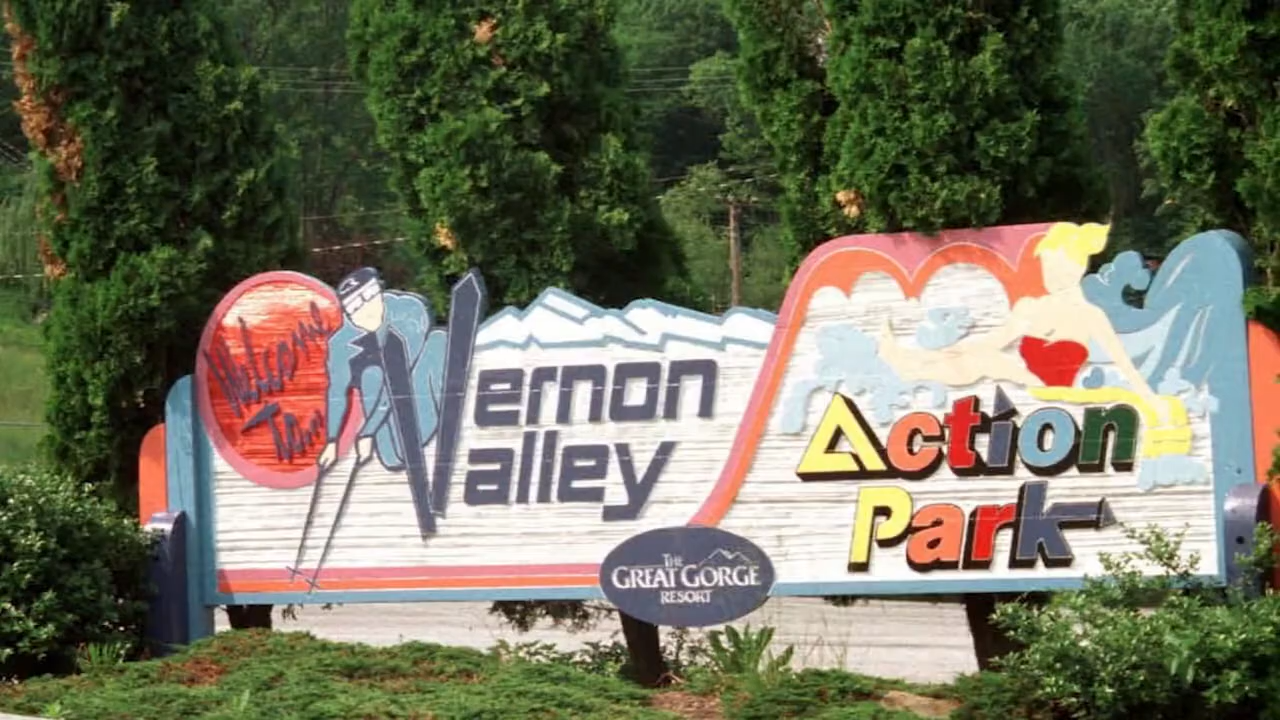 Welcome
To
Vernon
Valley
Action
Park
THE
GREAT GORGE
RESORT